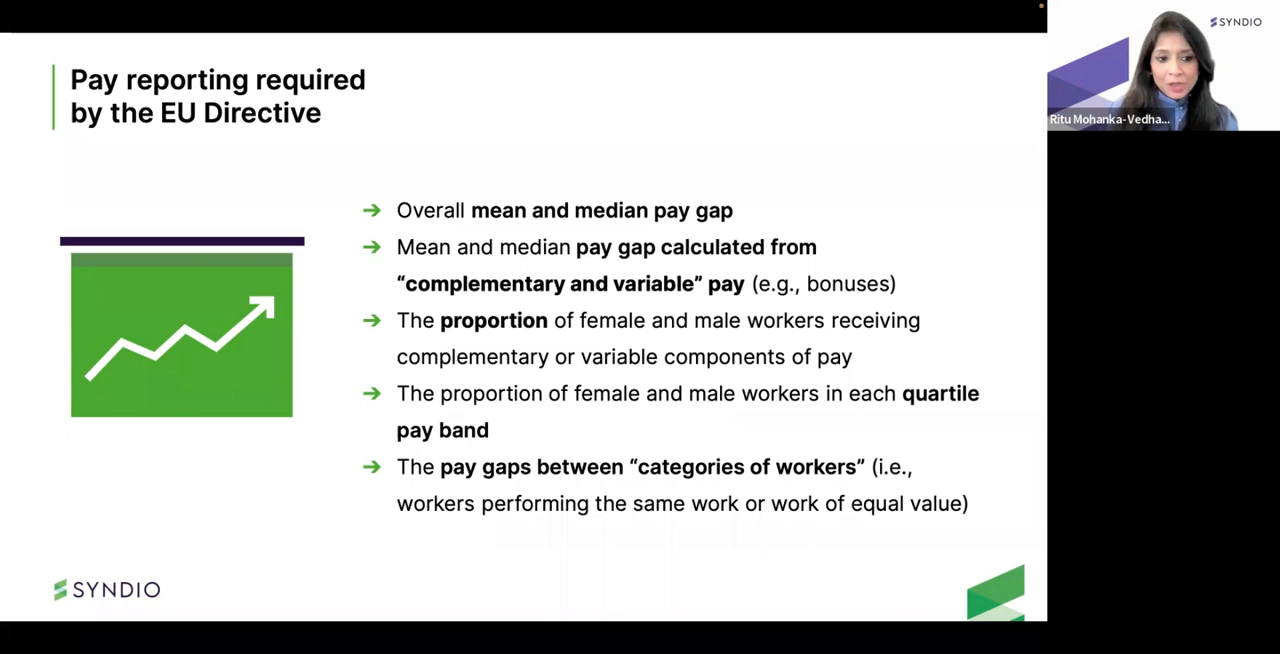 Pay reporting required
by the EU Directive
➔ Overall mean and median pay gap
➔ Mean and median pay gap calculated from
“complementary and variable” pay (e.g., bonuses)
➔ The proportion of female and male workers receiving
complementary or variable components of pay
➔ The proportion of female and male workers in each quartile
pay band
➔ The pay gaps between “categories of workers” (i.e.,
workers performing the same work or work of equal value)
SYNDIO
SYNDIO
Ritu Mohanka-Vedha...